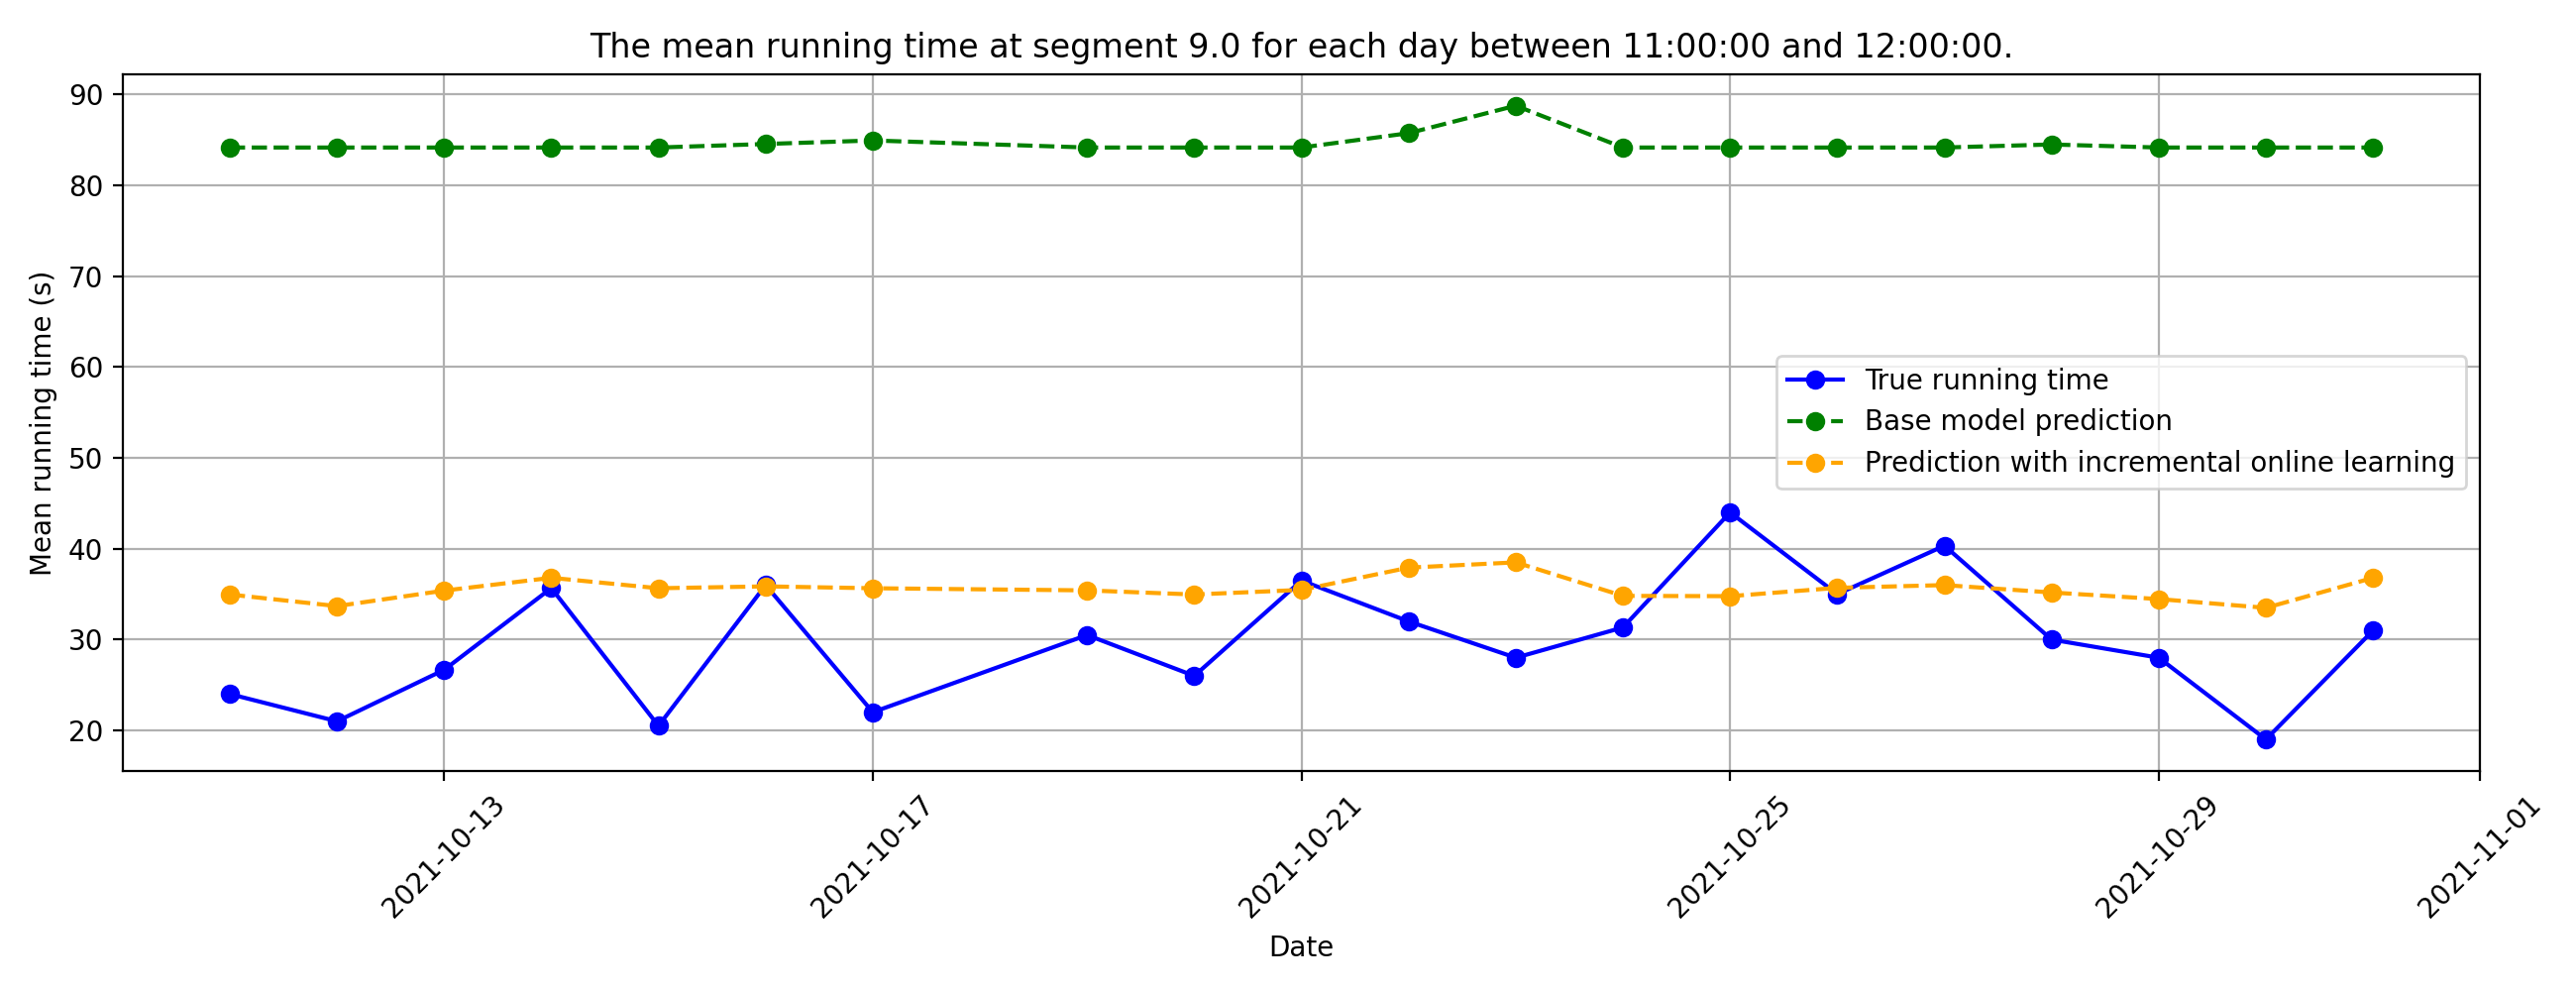 The mean running time at segment 9.0 for each day between 11:00:00 and 12:00:00.
Mean running time (s)
90
80
70
60
50
40
30
20
True running time
Base model prediction
Prediction with incremental online learning
2021-10-13
2021-10-17
2021-10-21
2021-10-25
2021-10-29
2021-11-01
Date